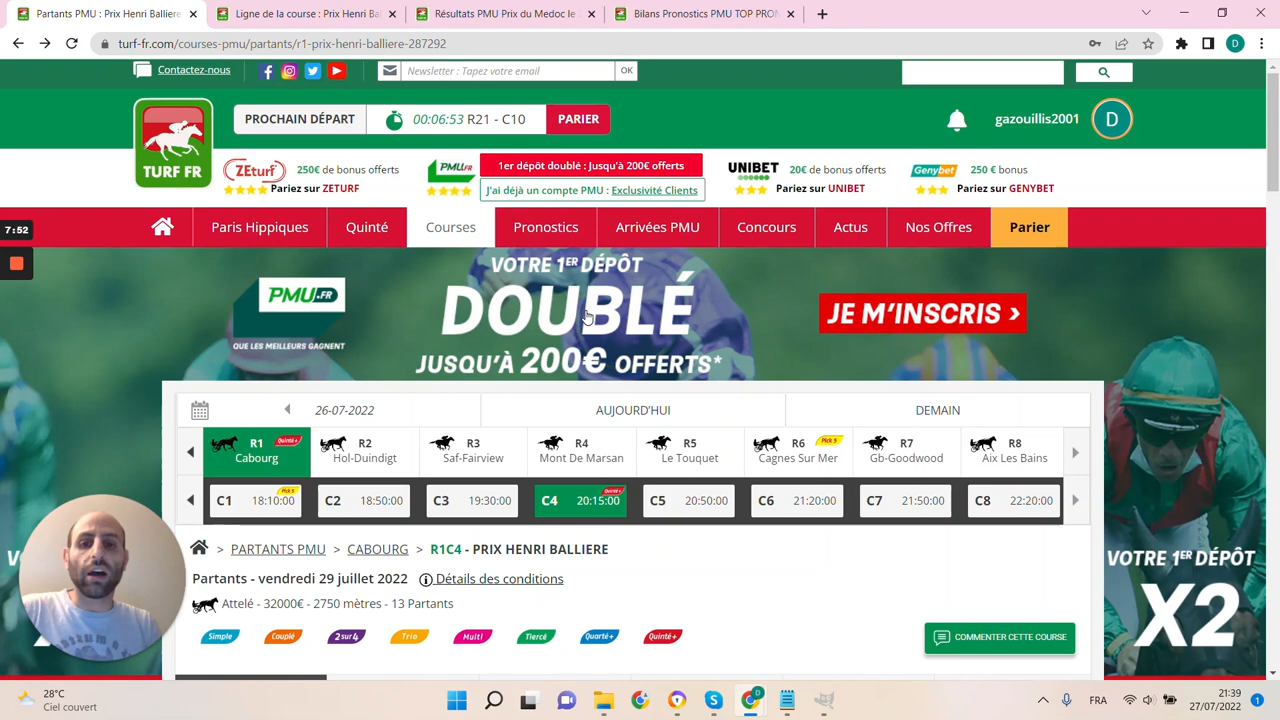 Partants PMU : Prix Henri Balliere
Ligne de la course : Prix Henri Ba
Résultats PMU Prix du Medoc le
Bilans Pronostics PMU TOP PRO
turf-fr.com/courses-pmu/partants/r1-prix-henri-balliere-287292
D
Contactez-nous
Newsletter : Tapez votre email
OK
TURF FR
PROCHAIN DÉPART
00:06:53 R21 - C10
PARIER
gazouillis2001
D
ZEturf
250€ de bonus offerts
Pariez sur ZETURF
PMU.FR
1er dépôt doublé : Jusqu'à 200€ offerts
J'ai déjà un compte PMU : Exclusivité Clients
UNIBET
20€ de bonus offerts
Pariez sur UNIBET
Genybet
250 € bonus
Pariez sur GENYBET
7:52
Paris Hippiques
Quinté
Courses
Pronostics
Arrivées PMU
Concours
Actus
Nos Offres
Parier
PMU.FR
QUE LES MEILLEURS GAGNENT
VOTRE 1ER DÉPÔT
DOUBLÉ
JUSQU'À 200€ OFFERTS*
JE M'INSCRIS >
26-07-2022
AUJOURD'HUI
DEMAIN
R1 Quinté+
Cabourg
R2
Hol-Duindigt
R3
Saf-Fairview
R4
Mont De Marsan
R5
Le Touquet
R6 Pick 5
Cagnes Sur Mer
R7
Gb-Goodwood
R8
Aix Les Bains
C1 18:10:00 Pick 5
C2 18:50:00
C3 19:30:00
C4 20:15:00 Quinté+
C5 20:50:00
C6 21:20:00
C7 21:50:00
C8 22:20:00
> PARTANTS PMU > CABOURG > R1C4 - PRIX HENRI BALLIERE
Partants - vendredi 29 juillet 2022 Détails des conditions
Attelé - 32000€ - 2750 mètres - 13 Partants
Simple
Couplé
2 sur 4
Trio
Multi
Tiercé
Quarté+
Quinté+
COMMENTER CETTE COURSE
VOTRE 1ER DÉPÔT
X2
28°C
Ciel couvert
FRA
21:39
27/07/2022
1